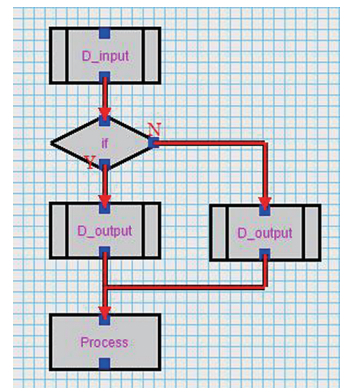 D_input
N
if
Y
D_output
D_output
Process